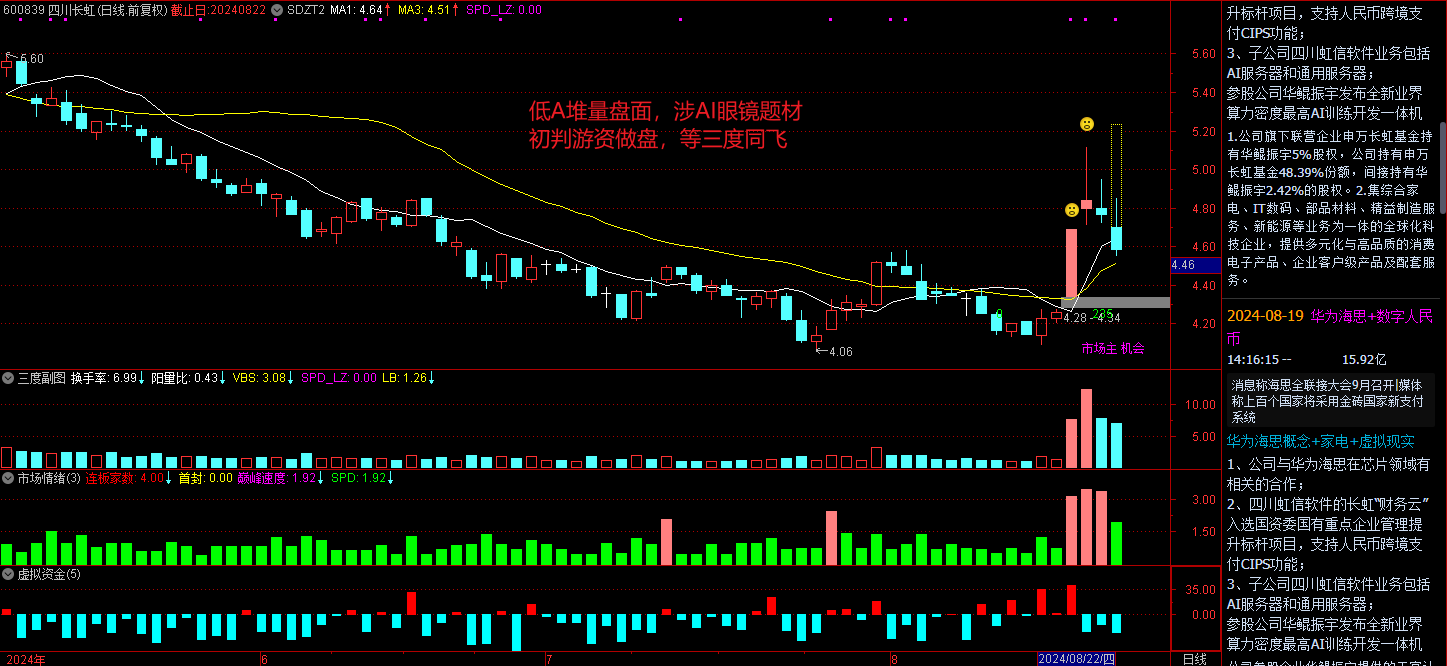 600839 四川长虹(日线.前复权) 截止日:20240822 SDZT2 MA1: 4.64↑ MA3: 4.51↑ SPD_LZ: 0.00
5.60
低A堆量盘面，涉AI眼镜题材
初判游资做盘，等三度同飞
4.28 -4.34
←4.06
市场主 机会
5.60
5.40
5.20
5.00
4.80
4.60
4.46
4.40
4.20
三度副图 换手率: 6.99↓ 阳量比: 0.43↓ VBS: 3.08↓ SPD_LZ: 0.00 LB: 1.26↓
10.00
5.00
市场情绪(3) 连板家数: 4.00↓ 首封: 0.00 巅峰速度: 1.92↓ SPD: 1.92↓
3.00
1.50
虚拟资金(5)
35.00
0.00
2024年 6 7 8 2024/08/22/四 日线
升标杆项目，支持人民币跨境支
付CIPS功能；
3、子公司四川虹信软件业务包括
AI服务器和通用服务器；
参股公司华鲲振宇发布全新业界
算力密度最高AI训练开发一体机
1.公司旗下联营企业申万长虹基金持
有华鲲振宇5%股权，公司持有申万
长虹基金48.39%份额，间接持有华
鲲振宇2.42%的股权。2.集综合家
电、IT数码、部品材料、精益制造服
务、新能源等业务为一体的全球化科
技企业，提供多元化与高品质的消费
电子产品、企业客户级产品及配套服
务。
2024-08-19 华为海思+数字人民
币
14:16:15 -- 15.92亿
消息称海思全联接大会9月召开|媒体
称上百个国家将采用金砖国家新支付
系统
华为海思概念+家电+虚拟现实
1、公司与华为海思在芯片领域有
相关的合作；
2、四川虹信软件的长虹“财务云”
入选国资委国有重点企业管理提
升标杆项目，支持人民币跨境支
付CIPS功能；
3、子公司四川虹信软件业务包括
AI服务器和通用服务器；
参股公司华鲲振宇发布全新业界
算力密度最高AI训练开发一体机